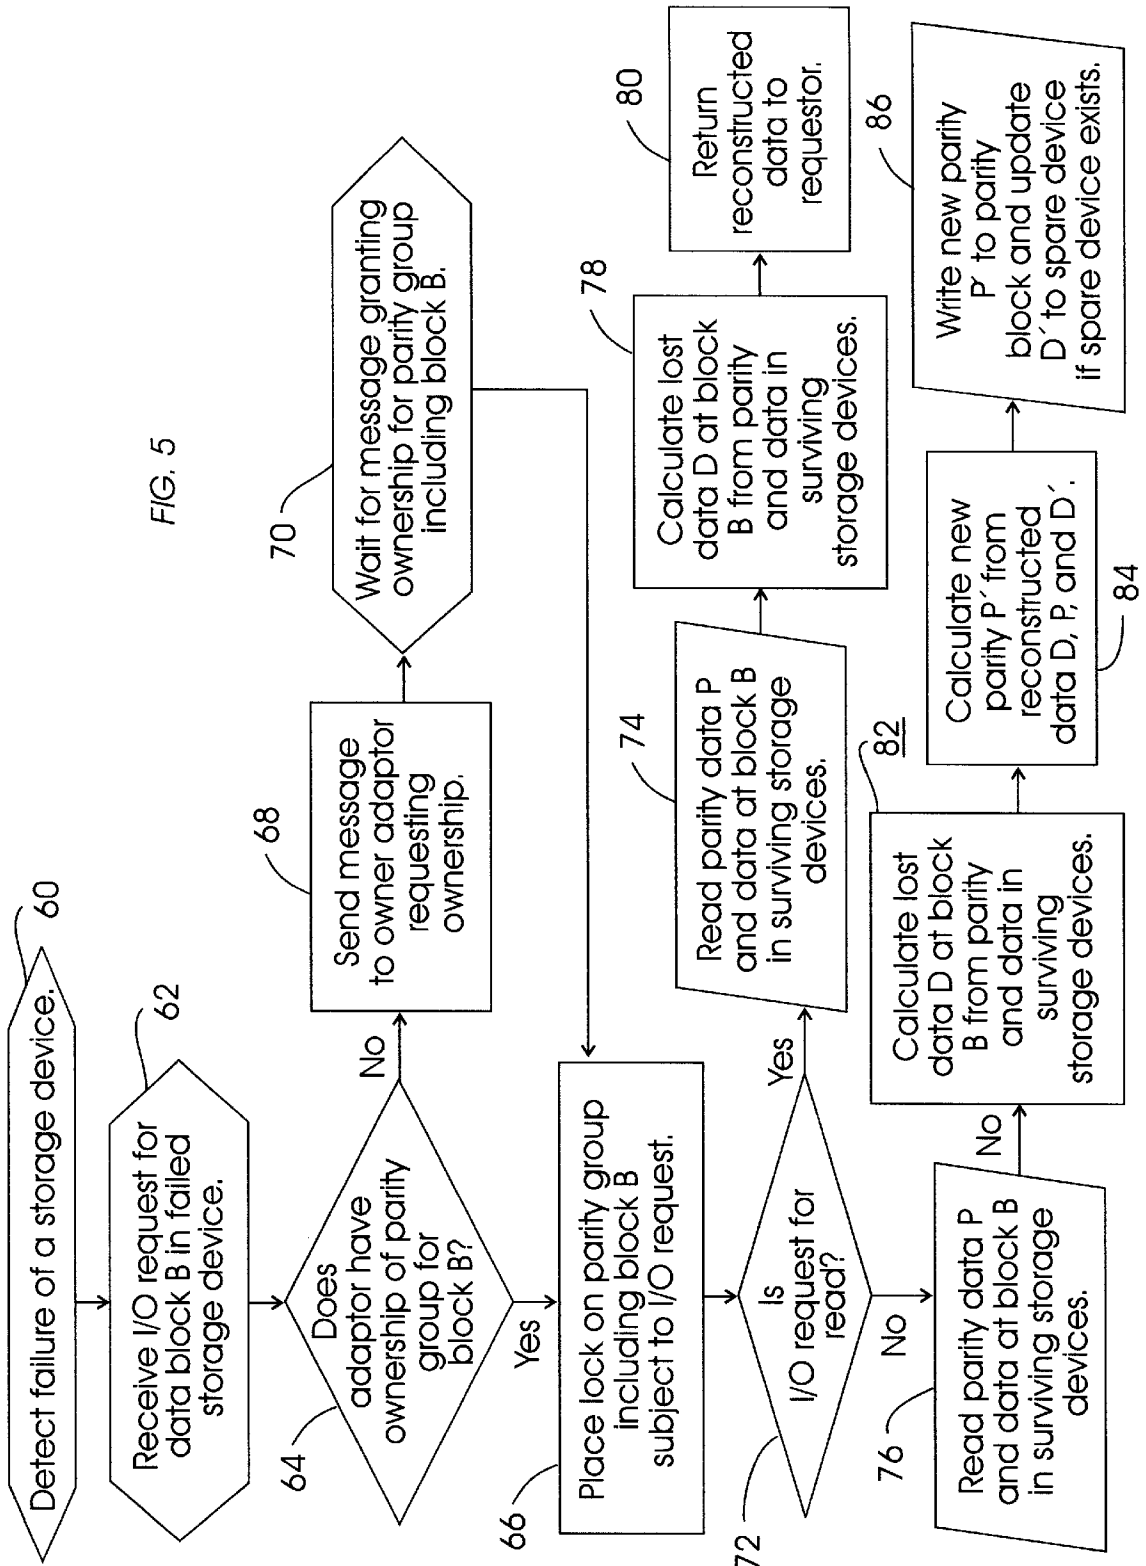 FIG. 5
60
Detect failure of a storage device.
62
Receive I/O request for
data block B in failed
storage device.
64
Does
adaptor have
ownership of parity
group for
block B?
No
Yes
68
Send message
to owner adaptor
requesting
ownership.
70
Wait for message granting
ownership for parity group
including block B.
66
Place lock on parity group
including block B
subject to I/O request.
72
Is
I/O request for
read?
Yes
No
74
Read parity data P
and data at block B
in surviving storage
devices.
78
Calculate lost
data D at block
B from parity
and data in
surviving
storage devices.
80
Return
reconstructed
data to
requestor.
76
Read parity data P
and data at block B
in surviving storage
devices.
No
82
Calculate lost
data D at block
B from parity
and data in
surviving
storage devices.
84
Calculate new
parity P´ from
reconstructed
data D, P, and D´.
86
Write new parity
P´ to parity
block and update
D´ to spare device
if spare device exists.